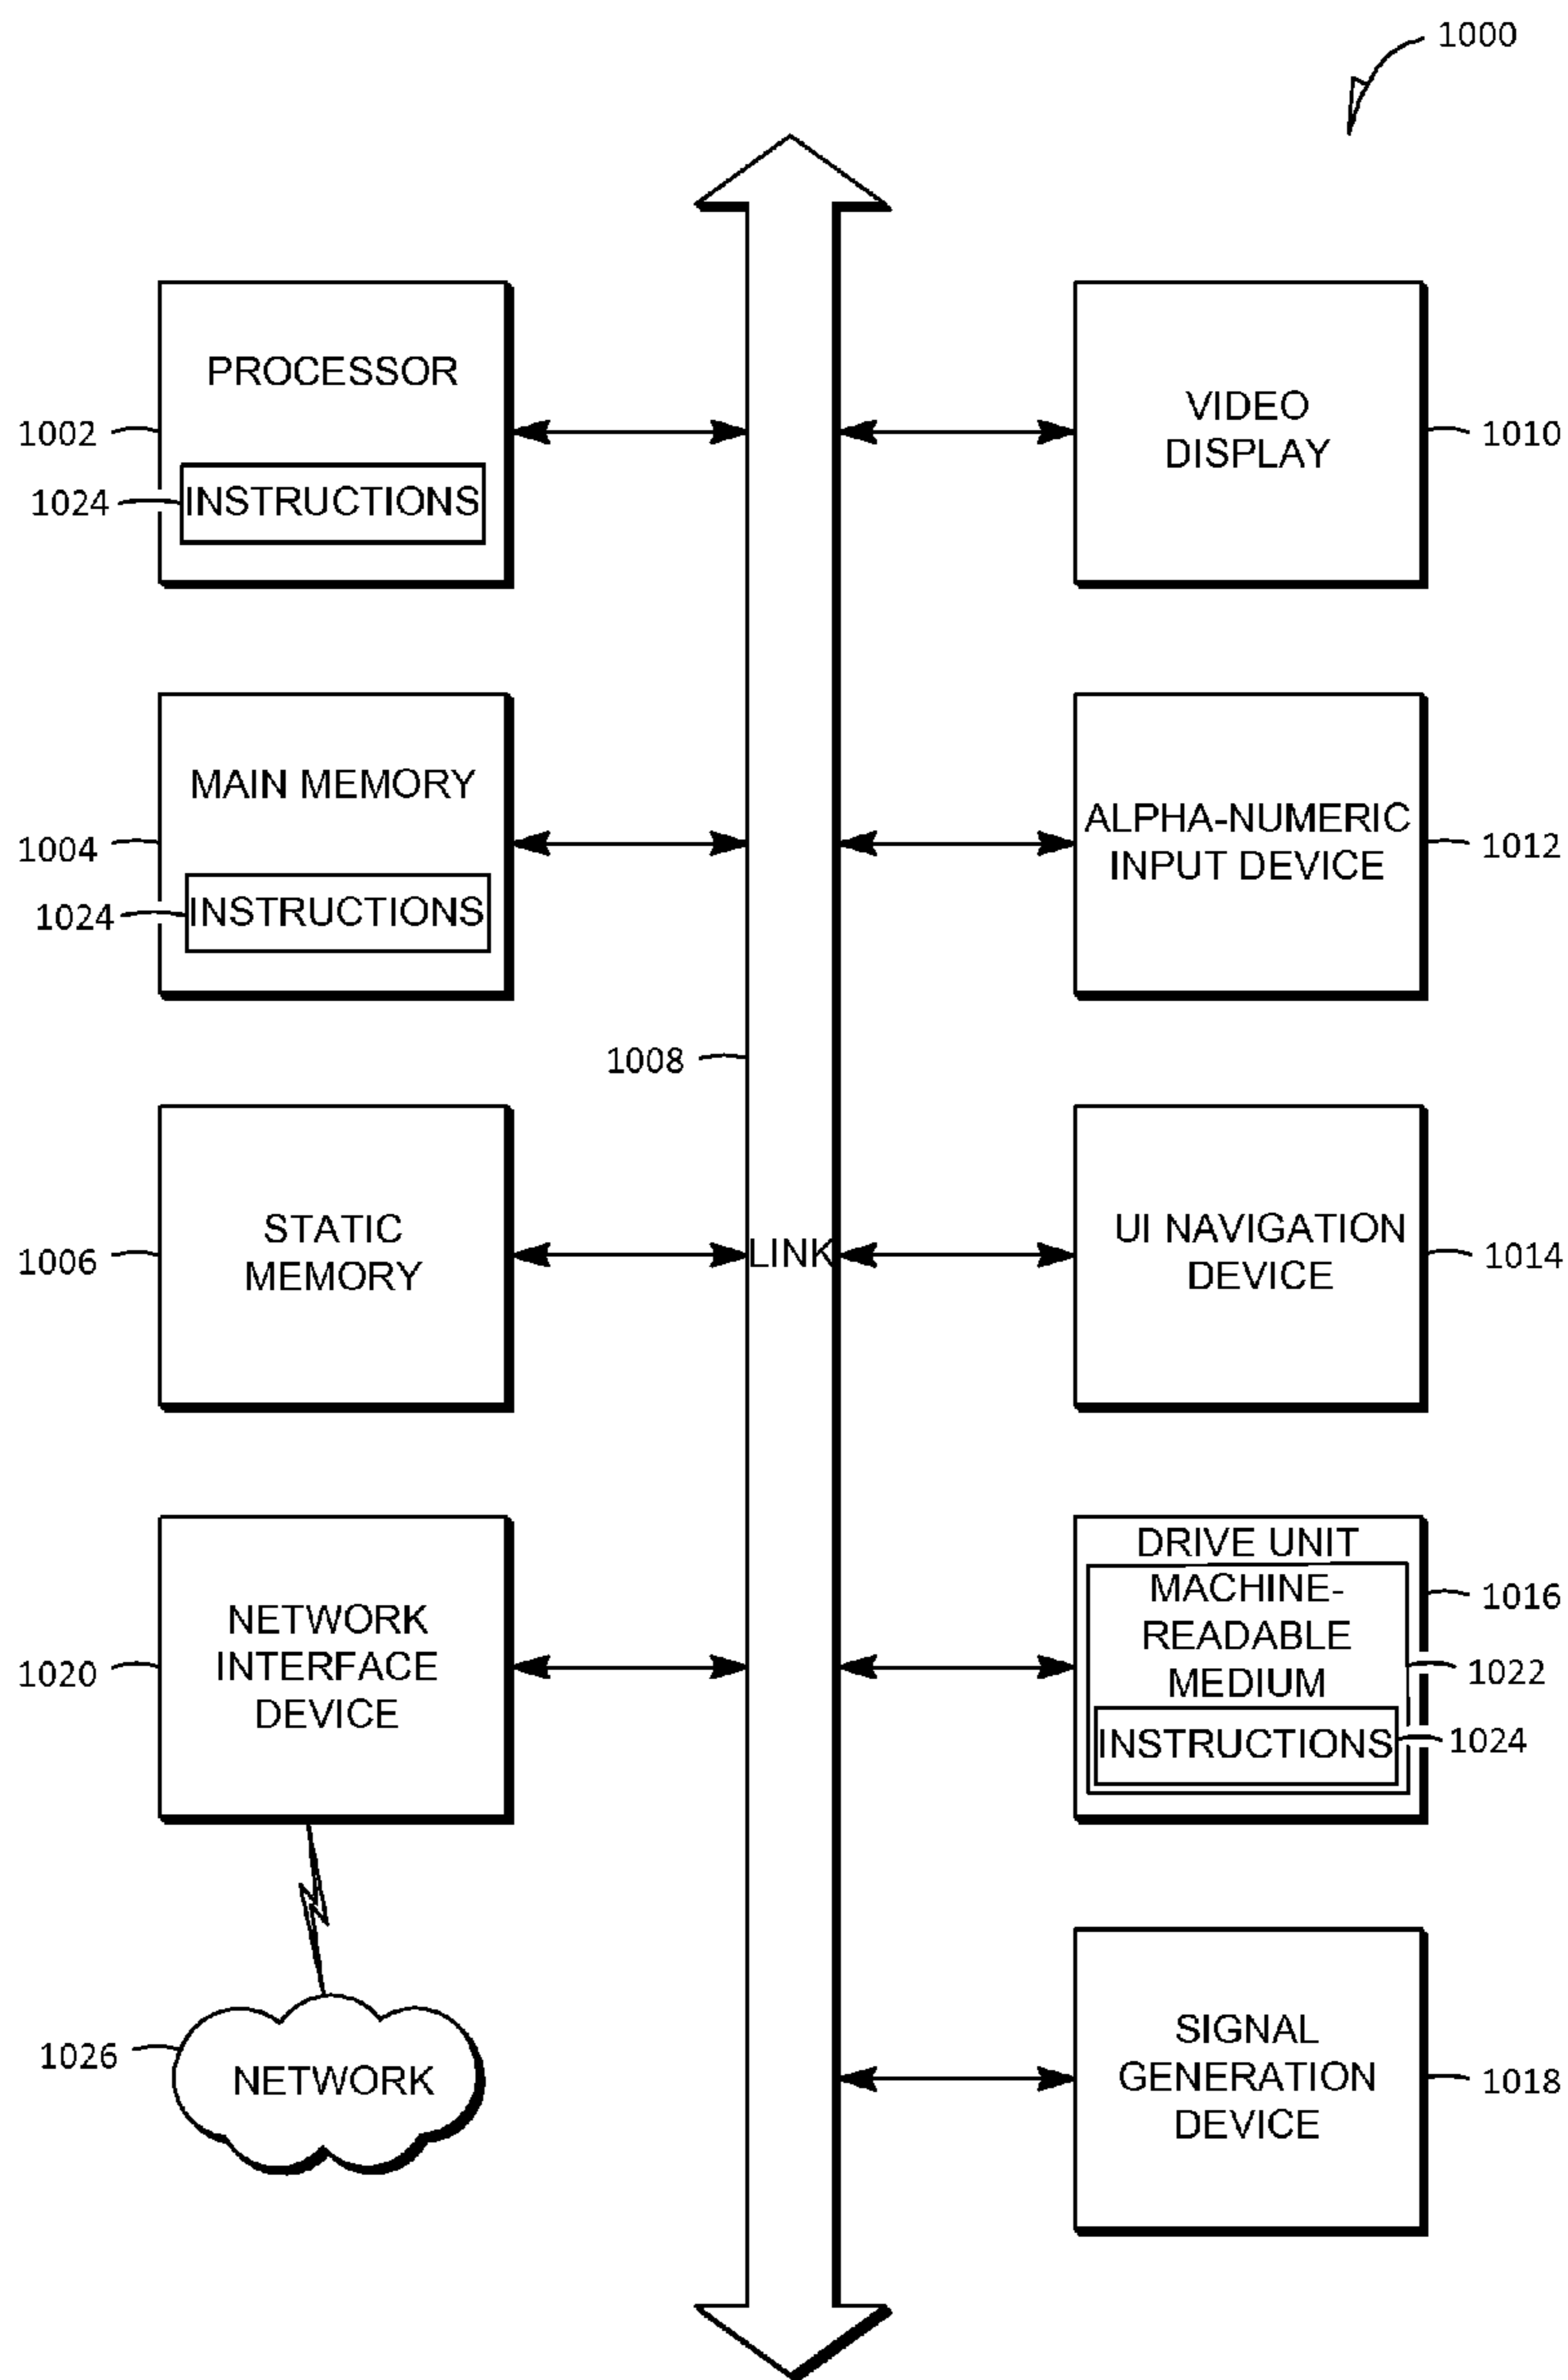 1000
PROCESSOR
1002
1024
INSTRUCTIONS
VIDEO
DISPLAY
1010
MAIN MEMORY
1004
1024
INSTRUCTIONS
ALPHA-NUMERIC
INPUT DEVICE
1012
1008
STATIC
MEMORY
1006
LINK
UI NAVIGATION
DEVICE
1014
NETWORK
INTERFACE
DEVICE
1020
DRIVE UNIT
MACHINE-
READABLE
MEDIUM
INSTRUCTIONS
1016
1022
1024
1026
NETWORK
SIGNAL
GENERATION
DEVICE
1018